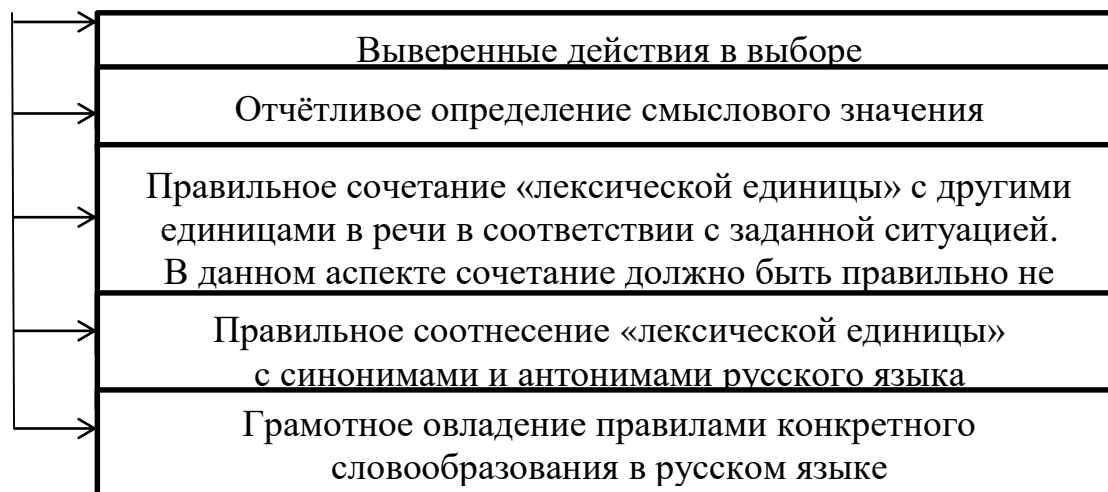 Выверенные действия в выборе
Отчётливое определение смыслового значения
Правильное сочетание «лексической единицы» с другими
единицами в речи в соответствии с заданной ситуацией.
В данном аспекте сочетание должно быть правильно не
Правильное соотнесение «лексической единицы»
с синонимами и антонимами русского языка
Грамотное овладение правилами конкретного
словообразования в русском языке